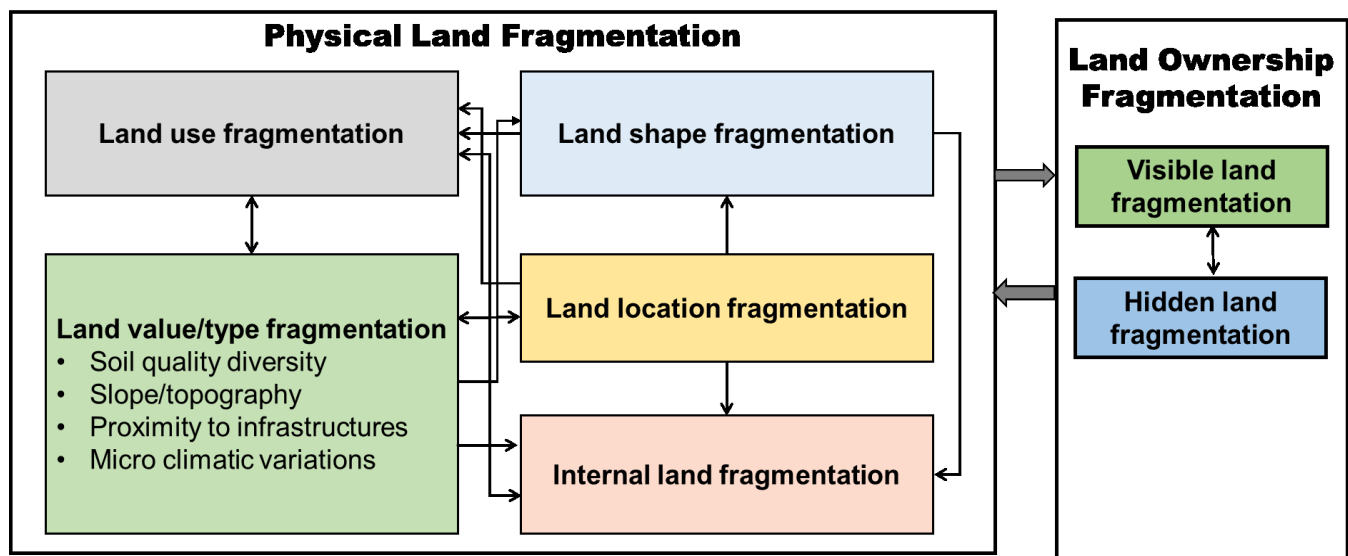 Physical Land Fragmentation
Land use fragmentation
Land shape fragmentation
Land value/type fragmentation
• Soil quality diversity
• Slope/topography
• Proximity to infrastructures
• Micro climatic variations
Land location fragmentation
Internal land fragmentation
Land Ownership
Fragmentation
Visible land
fragmentation
Hidden land
fragmentation